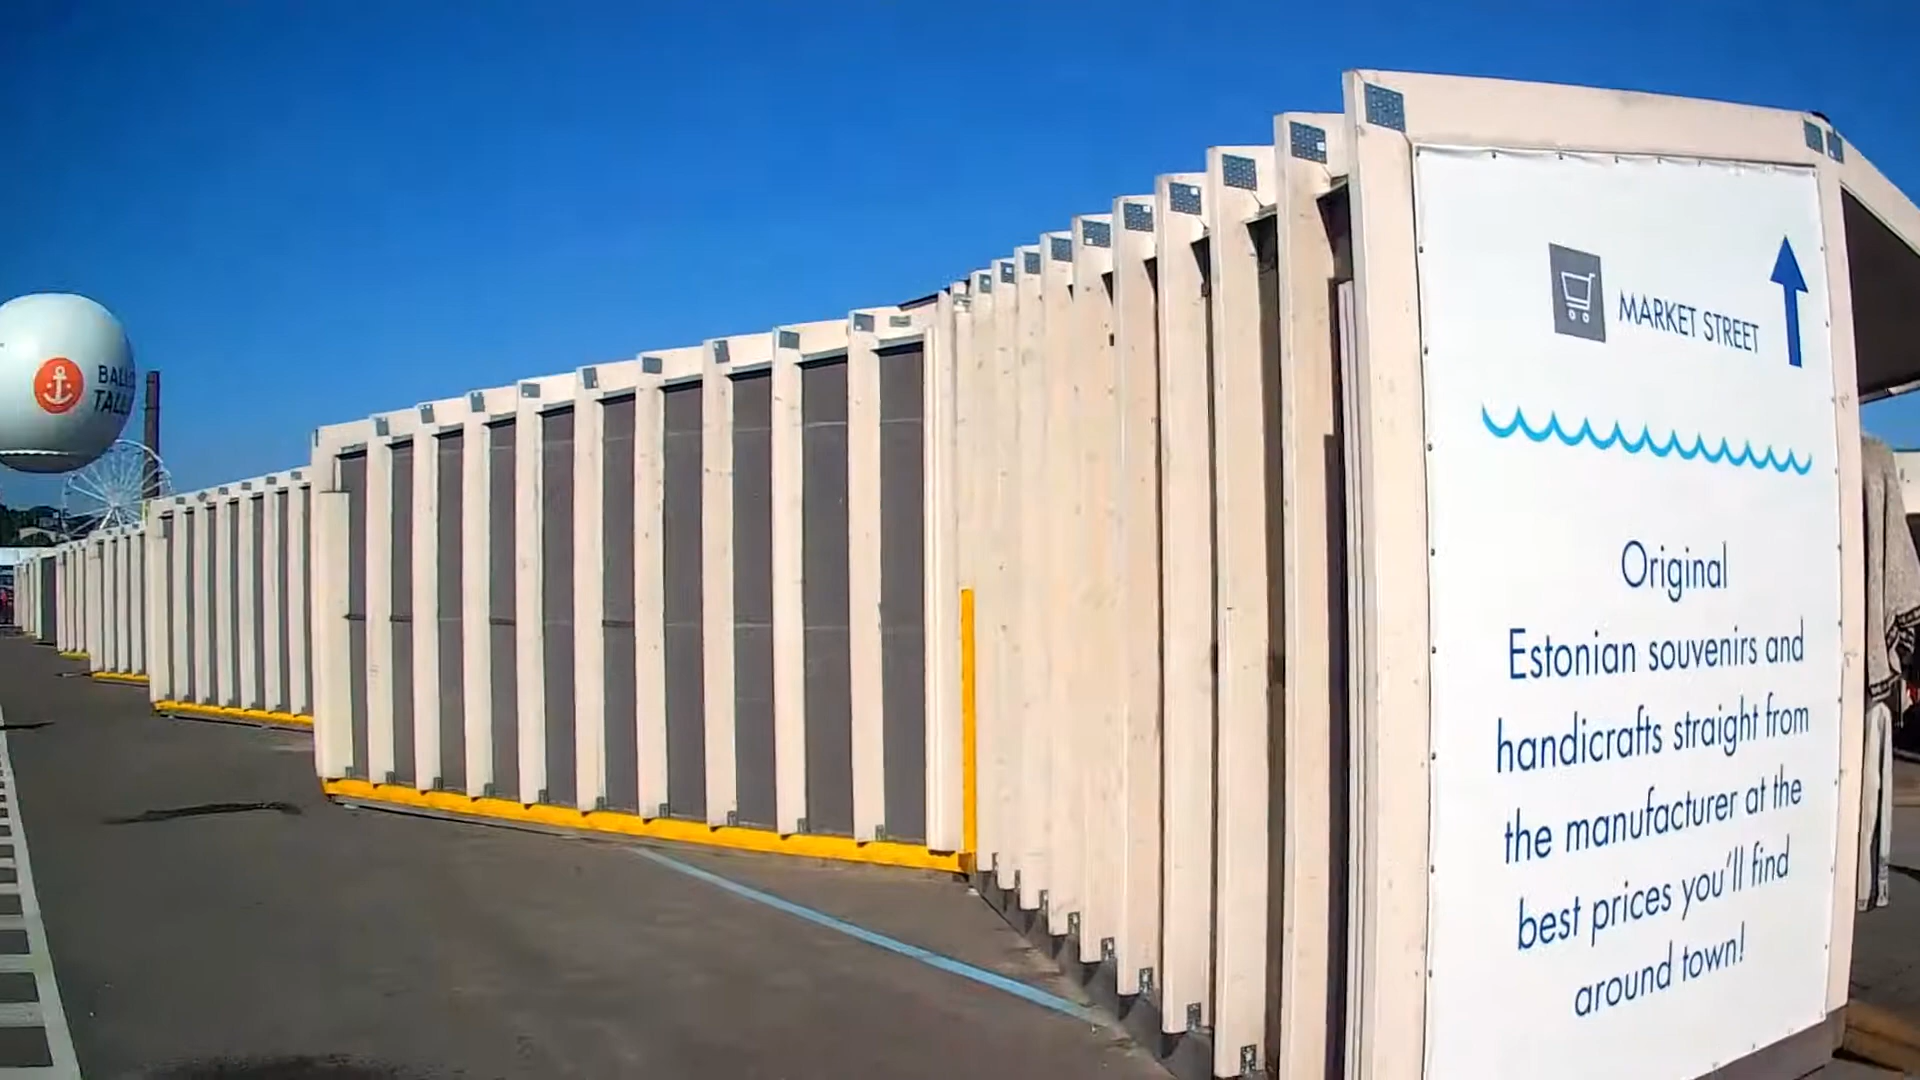 MARKET STREET
Original
Estonian souvenirs and
handicrafts straight from
the manufacturer at the
best prices you'll find
around town!